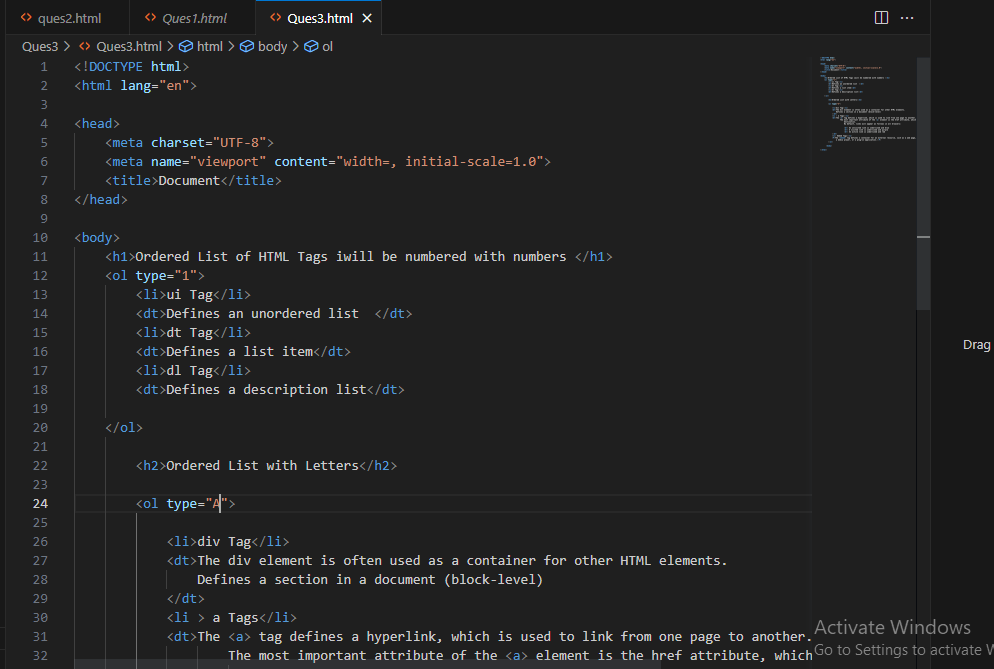 ques2.html Ques1.html Ques3.html
Ques3 > Ques3.html > html > body > ol
1 <!DOCTYPE html>
2 <html lang="en">
3
4 <head>
5 <meta charset="UTF-8">
6 <meta name="viewport" content="width=, initial-scale=1.0">
7 <title>Document</title>
8 </head>
9
10 <body>
11 <h1>Ordered List of HTML Tags iwill be numbered with numbers </h1>
12 <ol type="1">
13 <li>ui Tag</li>
14 <dt>Defines an unordered list  </dt>
15 <li>dt Tag</li>
16 <dt>Defines a list item</dt>
17 <li>dl Tag</li>
18 <dt>Defines a description list</dt>
19
20 </ol>
21
22 <h2>Ordered List with Letters</h2>
23
24 <ol type="A">
25
26 <li>div Tag</li>
27 <dt>The div element is often used as a container for other HTML elements.
28 Defines a section in a document (block-level)
29 </dt>
30 <li > a Tags</li>
31 <dt>The <a> tag defines a hyperlink, which is used to link from one page to another.
32 The most important attribute of the <a> element is the href attribute, which
Drag
Activate Windows
Go to Settings to activate W